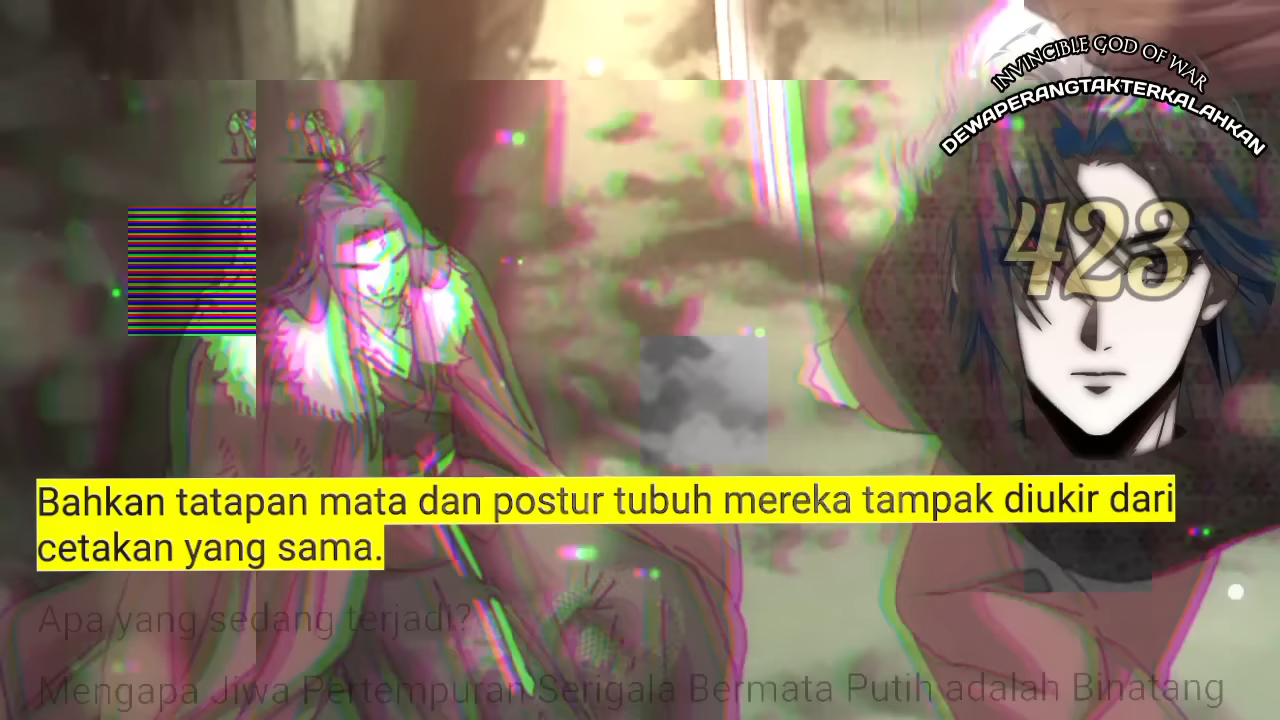 INVINCIBLE GOD OF WAR
DEWAPERANGTAKTERKALAHKAN
423
Bahkan tatapan mata dan postur tubuh mereka tampak diukir dari
cetakan yang sama.
Apa yang sedang terjadi?
Mengapa Jiwa Pertempuran Serigala Bermata Putih adalah Binatang